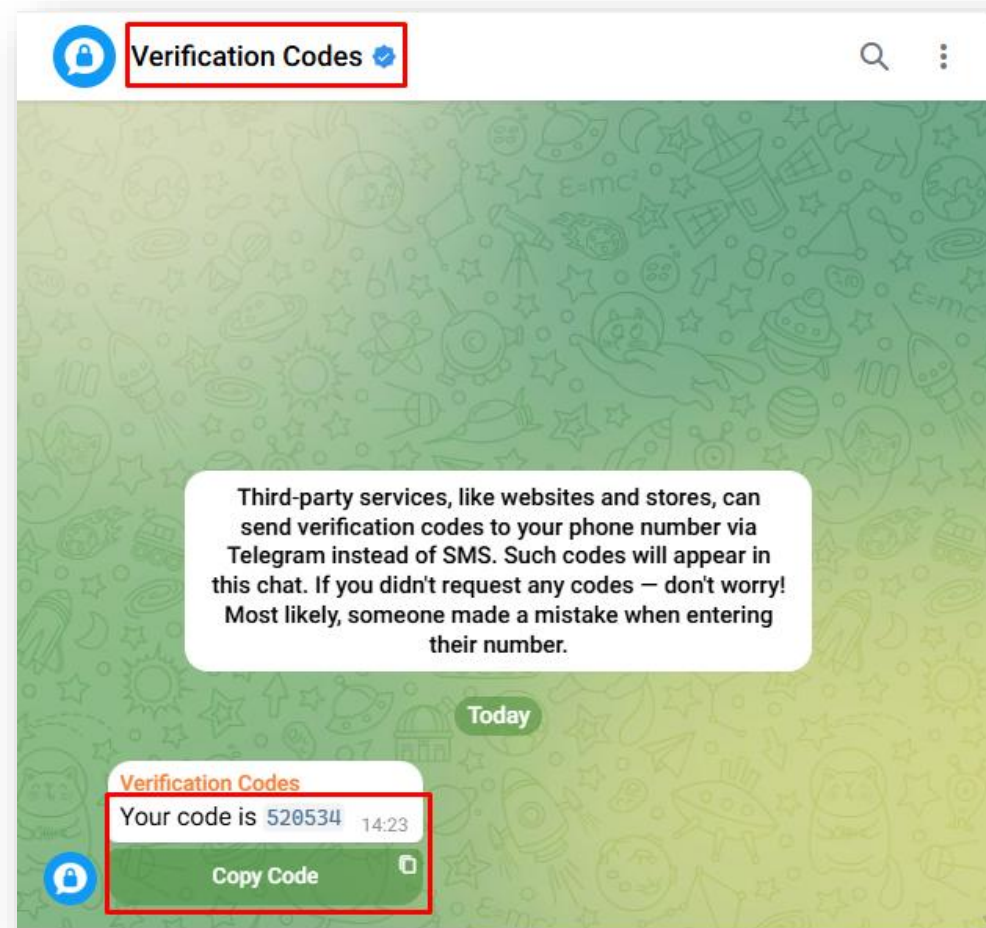 Verification Codes
Third-party services, like websites and stores, can
send verification codes to your phone number via
Telegram instead of SMS. Such codes will appear in
this chat. If you didn't request any codes — don't worry!
Most likely, someone made a mistake when entering
their number.
Today
Verification Codes
Your code is 520534 14:23
Copy Code